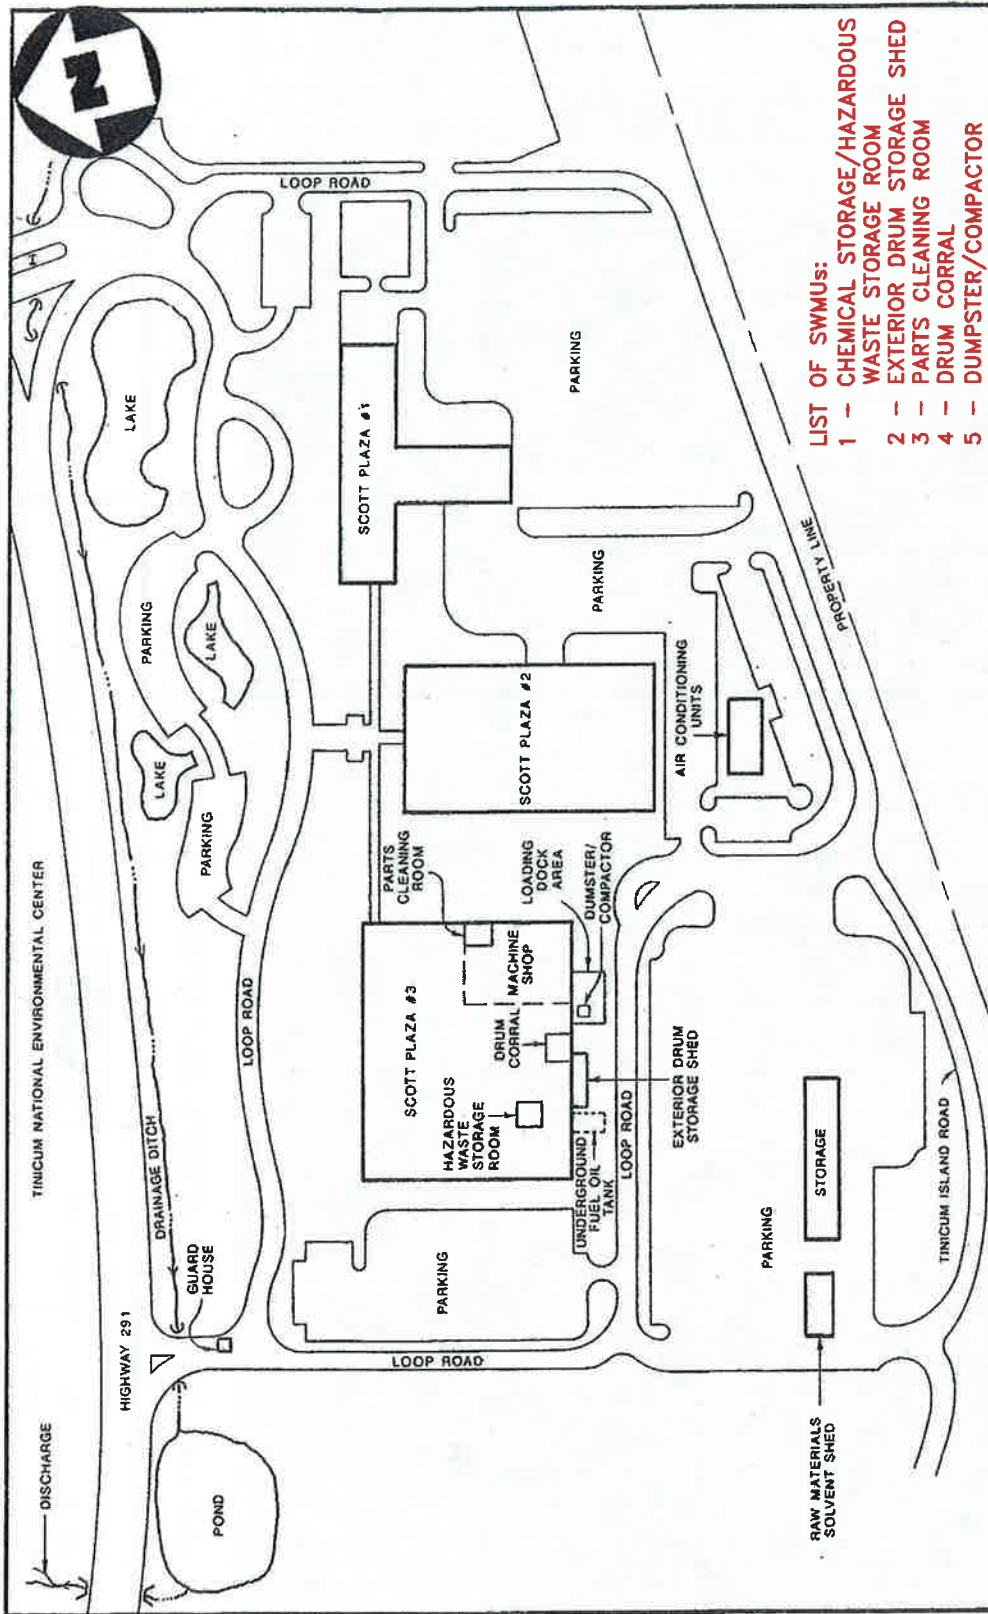 N
TINICUM NATIONAL ENVIRONMENTAL CENTER
DISCHARGE
HIGHWAY 291
DRAINAGE DITCH
GUARD
HOUSE
POND
LOOP ROAD
LOOP ROAD
LAKE
PARKING
LAKE
LAKE
PARKING
LOOP ROAD
SCOTT PLAZA #1
SCOTT PLAZA #2
SCOTT PLAZA #3
PARTS
CLEANING
ROOM
MACHINE
SHOP
LOADING
DOCK
AREA
DUMSTER/
COMPACTOR
DRUM
CORRAL
HAZARDOUS
WASTE
STORAGE
ROOM
UNDERGROUND
FUEL OIL
TANK
LOOP ROAD
EXTERIOR DRUM
STORAGE SHED
PARKING
PARKING
PARKING
PARKING
AIR CONDITIONING
UNITS
PROPERTY LINE
STORAGE
TINICUM ISLAND ROAD
RAW MATERIALS
SOLVENT SHED
LIST OF SWMUs:
1 - CHEMICAL STORAGE/HAZARDOUS
WASTE STORAGE ROOM
2 - EXTERIOR DRUM STORAGE SHED
3 - PARTS CLEANING ROOM
4 - DRUM CORRAL
5 - DUMPSTER/COMPACTOR